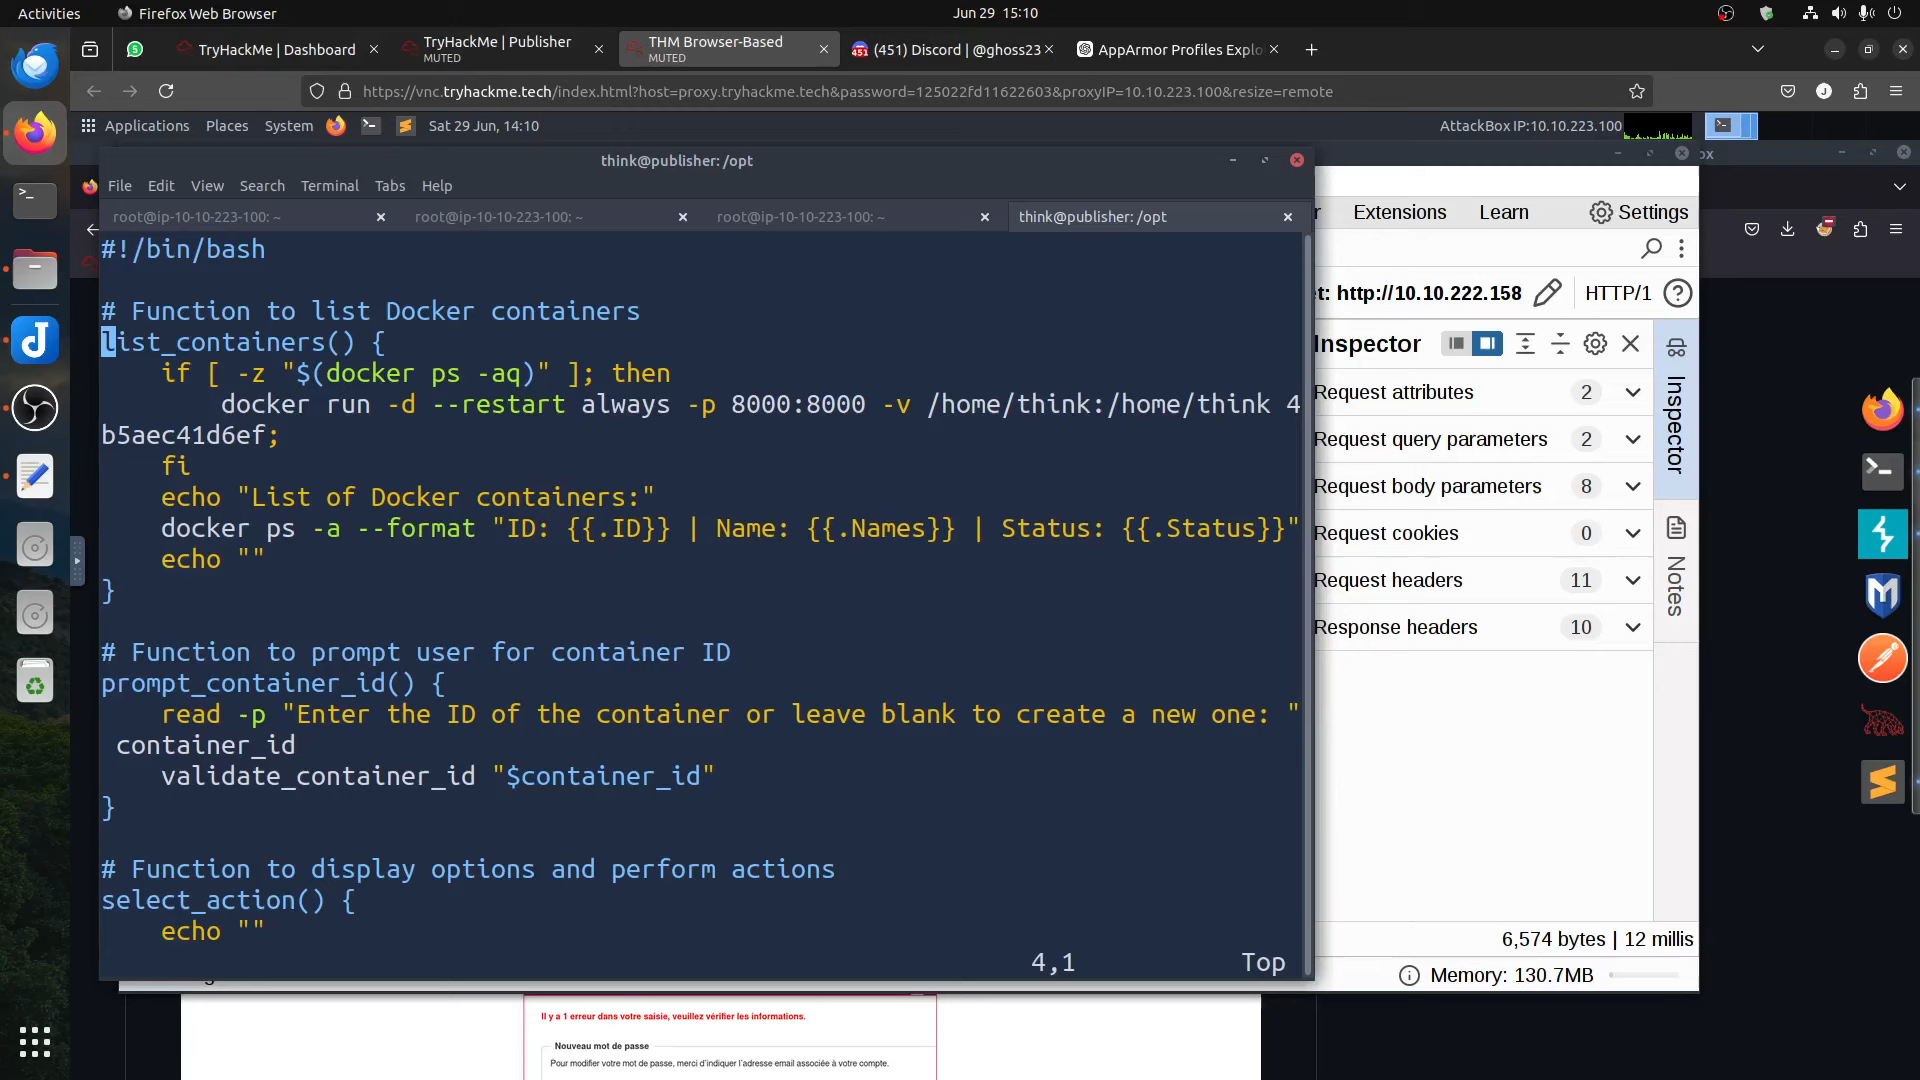 Activities
Firefox Web Browser
Jun 29 15:10
TryHackMe | Dashboard
TryHackMe | Publisher
MUTED
THM Browser-Based
MUTED
(451) Discord | @ghoss23
AppArmor Profiles Explo
https://vnc.tryhackme.tech/index.html?host=proxy.tryhackme.tech&password=125022fd11622603&proxyIP=10.10.223.100&resize=remote
Applications Places System
Sat 29 Jun, 14:10
AttackBox IP:10.10.223.100
think@publisher: /opt
File Edit View Search Terminal Tabs Help
root@ip-10-10-223-100: ~
root@ip-10-10-223-100: ~
root@ip-10-10-223-100: ~
think@publisher: /opt
#!/bin/bash
# Function to list Docker containers
list_containers() {
    if [ -z "$(docker ps -aq)" ]; then
        docker run -d --restart always -p 8000:8000 -v /home/think:/home/think 4
b5aec41d6ef;
    fi
    echo "List of Docker containers:"
    docker ps -a --format "ID: {{.ID}} | Name: {{.Names}} | Status: {{.Status}}"
    echo ""
}
# Function to prompt user for container ID
prompt_container_id() {
    read -p "Enter the ID of the container or leave blank to create a new one: "
 container_id
    validate_container_id "$container_id"
}
# Function to display options and perform actions
select_action() {
    echo ""
4,1 Top
ox
r Extensions Learn Settings
t: http://10.10.222.158 HTTP/1
Inspector
Request attributes 2
Request query parameters 2
Request body parameters 8
Request cookies 0
Request headers 11
Response headers 10
Inspector
Notes
6,574 bytes | 12 millis
Memory: 130.7MB
Il y a 1 erreur dans votre saisie, veuillez vérifier les informations.
Nouveau mot de passe
Pour modifier votre mot de passe, merci d'indiquer l'adresse email associée à votre compte.